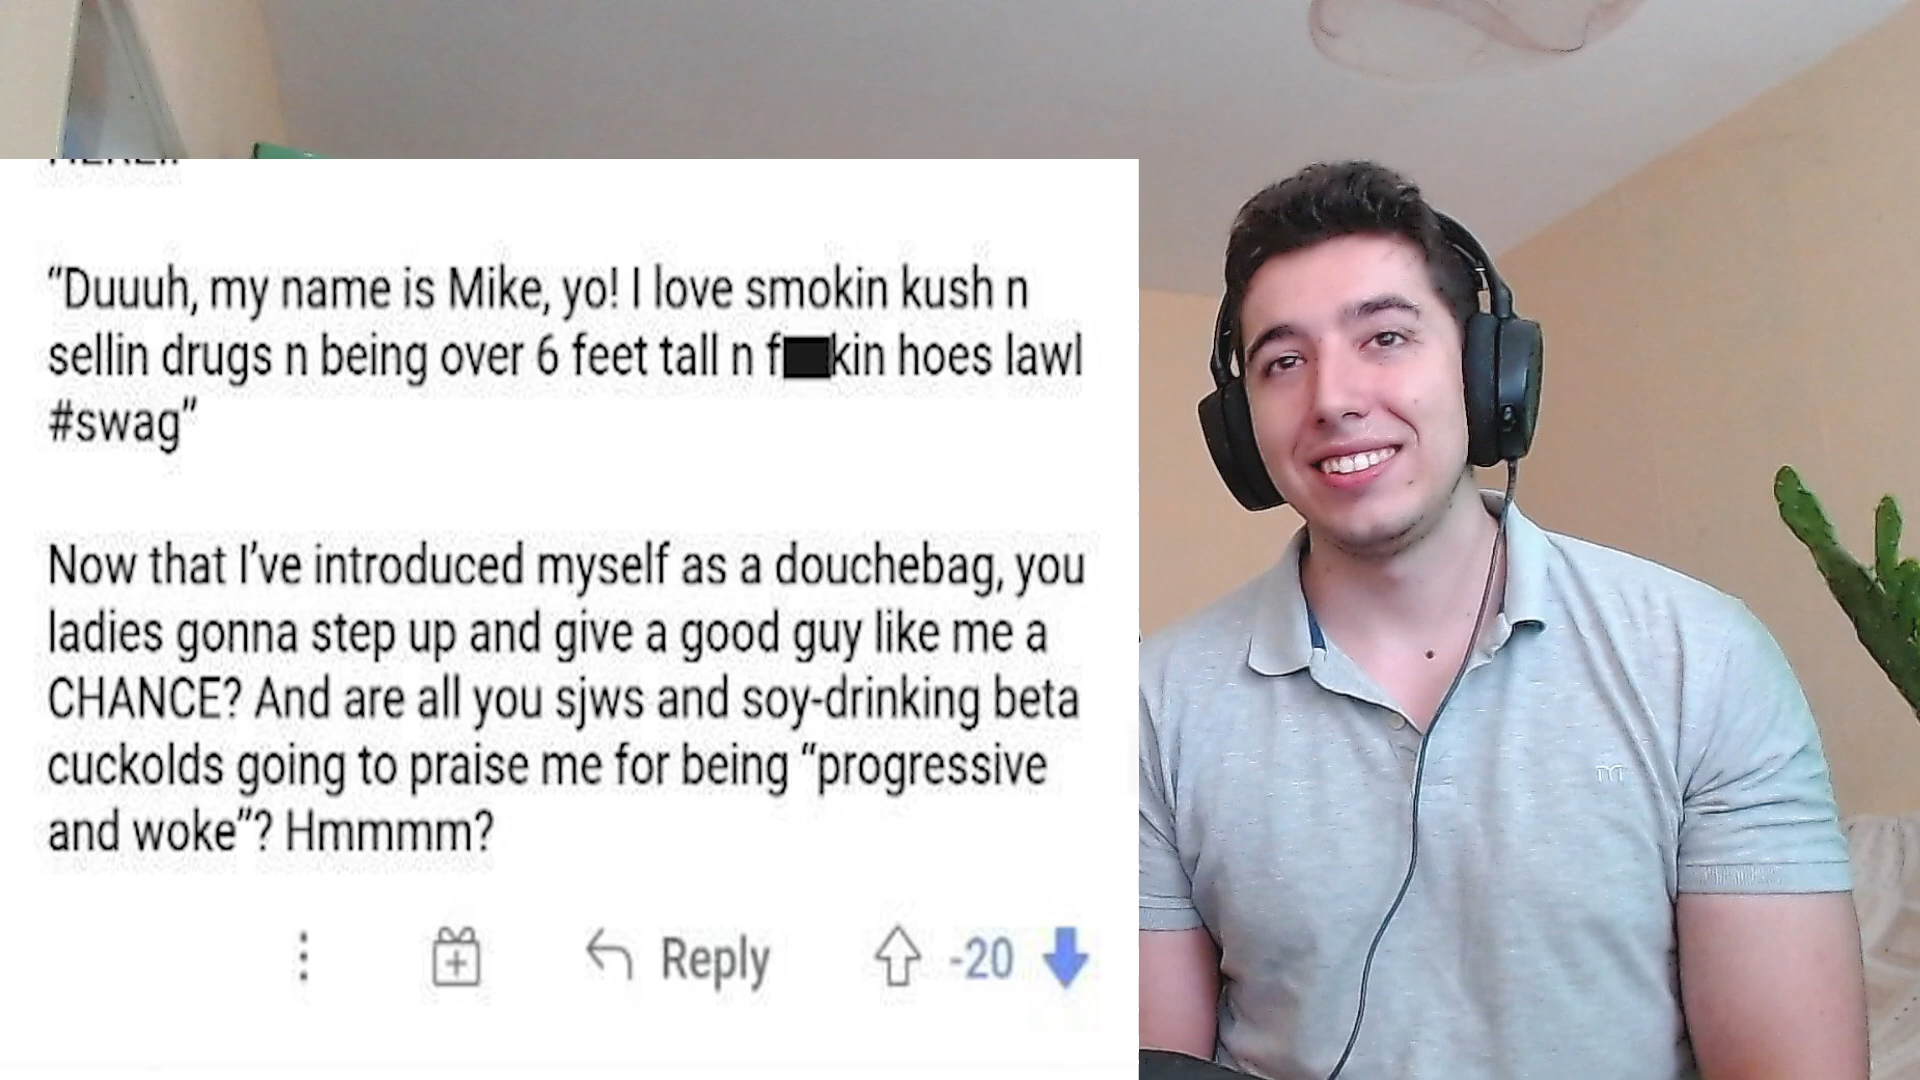 “Duuuh, my name is Mike, yo! I love smokin kush n
sellin drugs n being over 6 feet tall n f■kin hoes lawl
#swag”
Now that I’ve introduced myself as a douchebag, you
ladies gonna step up and give a good guy like me a
CHANCE? And are all you sjws and soy-drinking beta
cuckolds going to praise me for being “progressive
and woke”? Hmmmm?
Reply -20